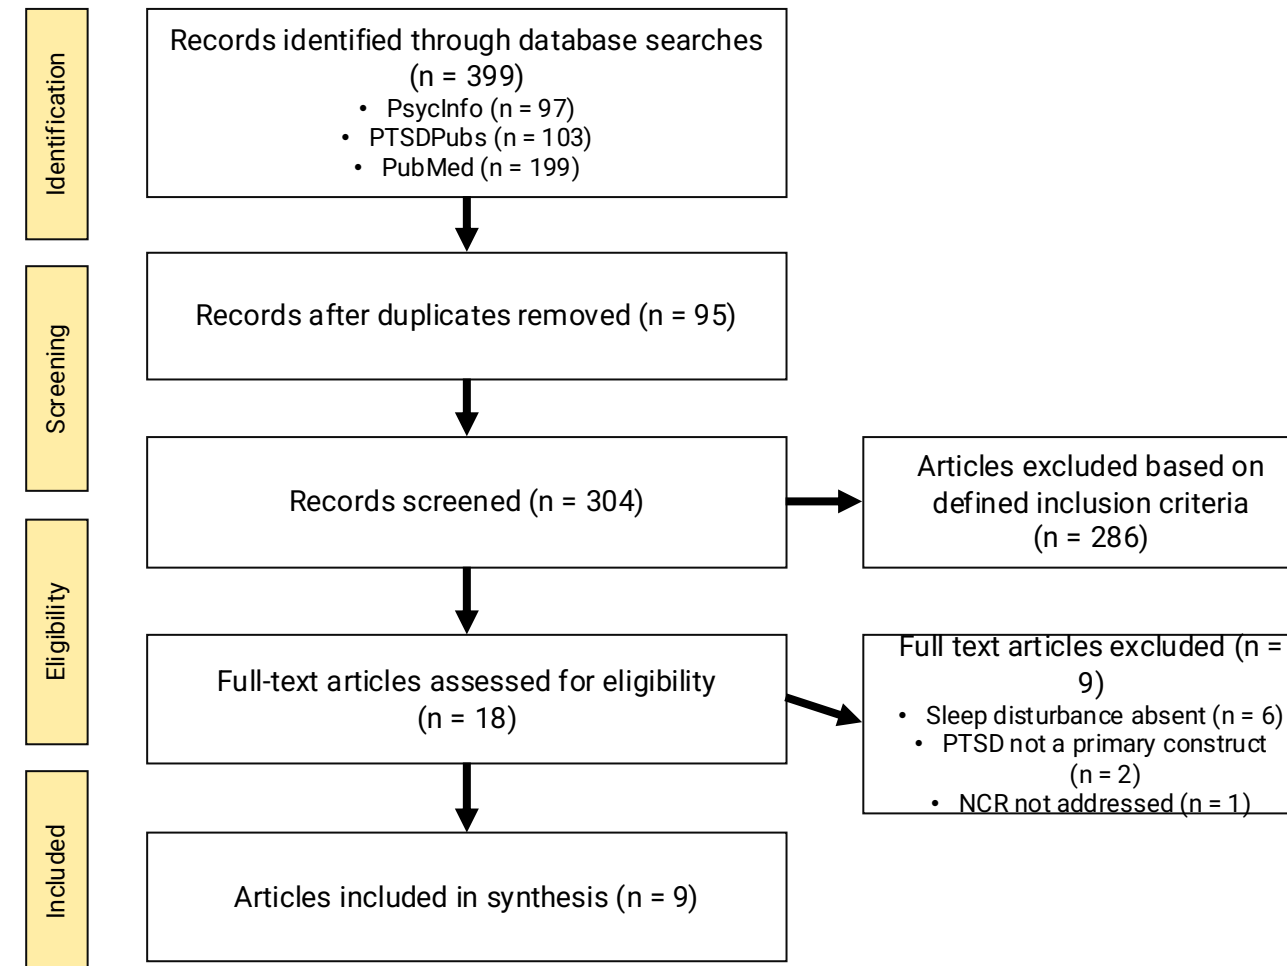 Identification
Records identified through database searches
(n = 399)
• PsycInfo (n = 97)
• PTSDPubs (n = 103)
• PubMed (n = 199)
Screening
Records after duplicates removed (n = 95)
Records screened (n = 304)
Articles excluded based on
defined inclusion criteria
(n = 286)
Eligibility
Full-text articles assessed for eligibility
(n = 18)
Full text articles excluded (n =
9)
• Sleep disturbance absent (n = 6)
• PTSD not a primary construct
(n = 2)
• NCR not addressed (n = 1)
Included
Articles included in synthesis (n = 9)